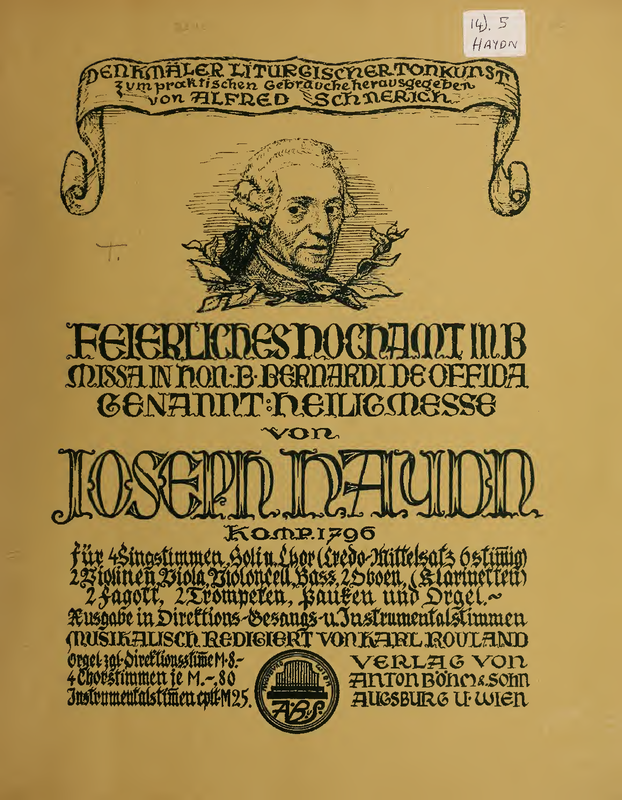 14). 5
HAYDN
DENKMÄLER LITURGISCHER TONKUNST
zum praktischen Gebrauche herausgegeben
von ALFRED SCHNERICH
FEIERLICHES HOCHAMT IN B
MISSA IN HON·B·BERNARDI DE OFFIDA
GENANNT: HEILIGMESSE
VON
JOSEPH HAYDN
KOMP. 1796
für 4 Singstimmen, Soli u. Chor (Credo-Mittelsatz 6 stimig)
2 Violinen, Viola, Violoncell, Bass, 2 Oboen, (Klarinetten)
2 Fagott, 2 Trompeten, Pauken und Orgel.~
Ausgabe in Direktions-Gesangs-u. Instrumentalstimmen
MUSIKALISCH REDIGIERT VON KARL ROULAND
Orgel zgl. Direktionsstime M·8·-
4 Chorstimmen je M.-,80
Instrumentalstimen cplt M 25.
A.B.&S.
VERLAG VON
ANTON BÖHM & SOHN
AUGSBURG U· WIEN